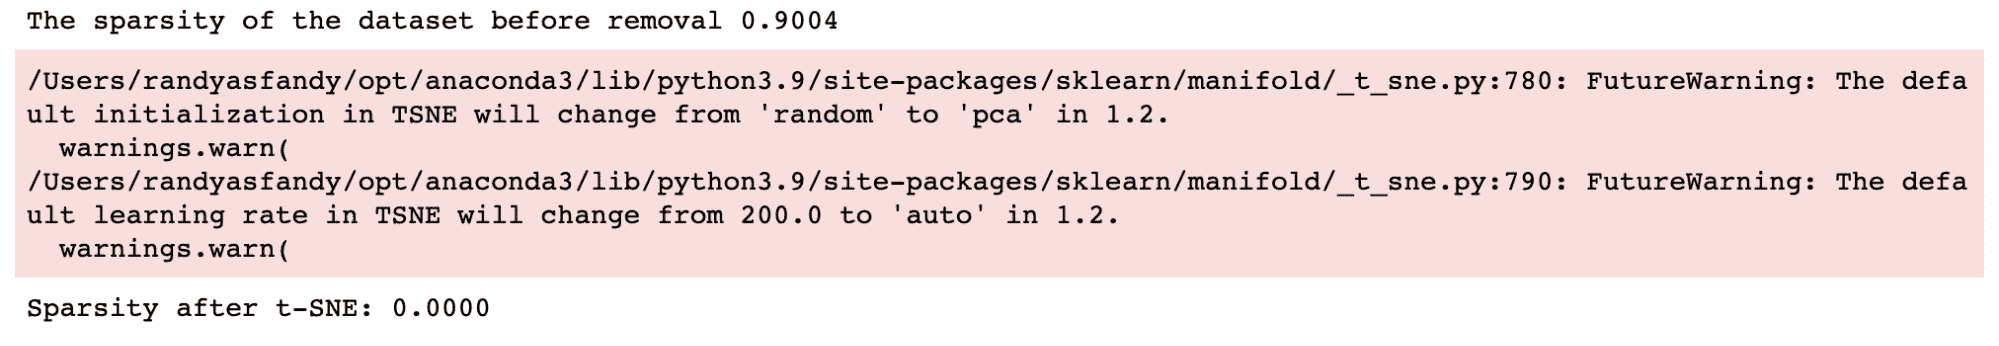 The sparsity of the dataset before removal 0.9004
/Users/randyasfandy/opt/anaconda3/lib/python3.9/site-packages/sklearn/manifold/_t_sne.py:780: FutureWarning: The defa
ult initialization in TSNE will change from 'random' to 'pca' in 1.2.
  warnings.warn(
/Users/randyasfandy/opt/anaconda3/lib/python3.9/site-packages/sklearn/manifold/_t_sne.py:790: FutureWarning: The defa
ult learning rate in TSNE will change from 200.0 to 'auto' in 1.2.
  warnings.warn(
Sparsity after t-SNE: 0.0000